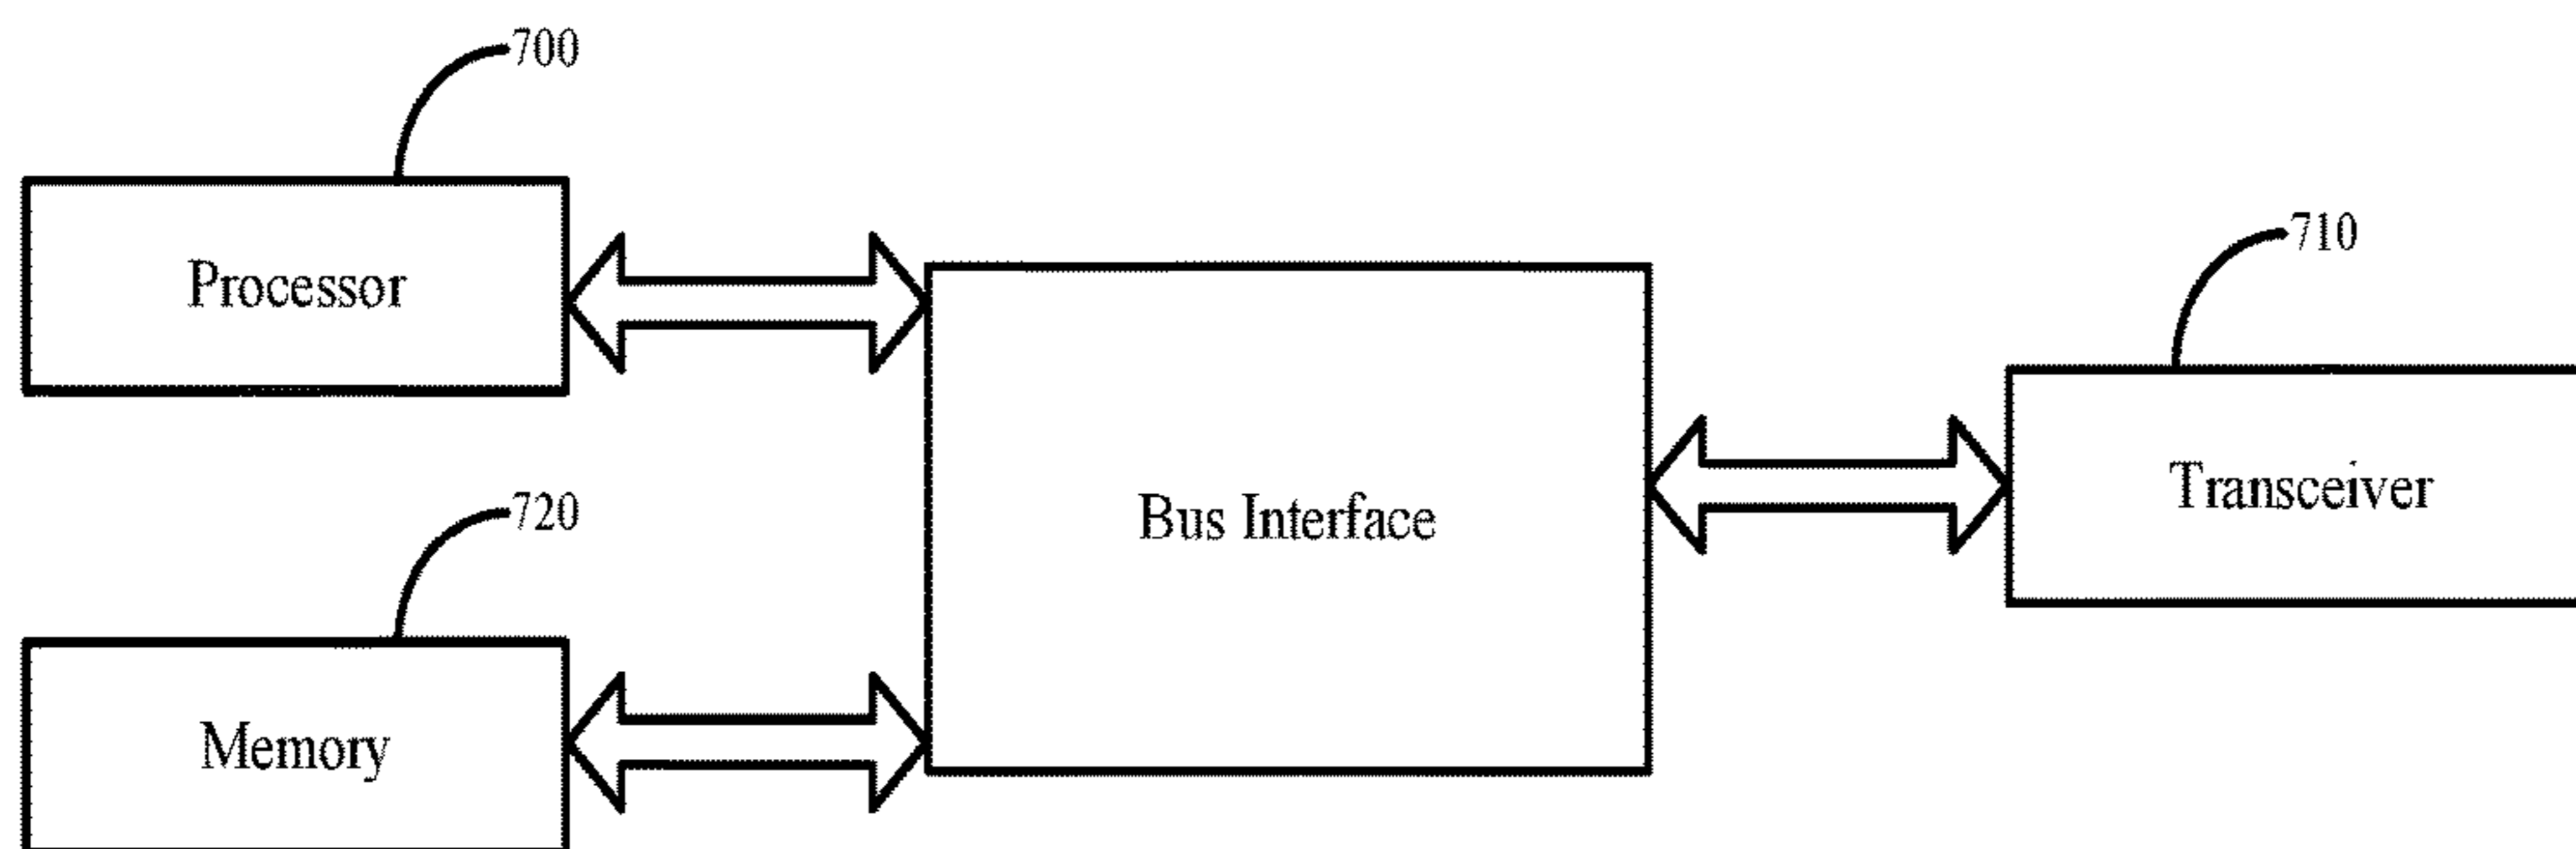 700
Processor
710
Bus Interface
Transceiver
720
Memory